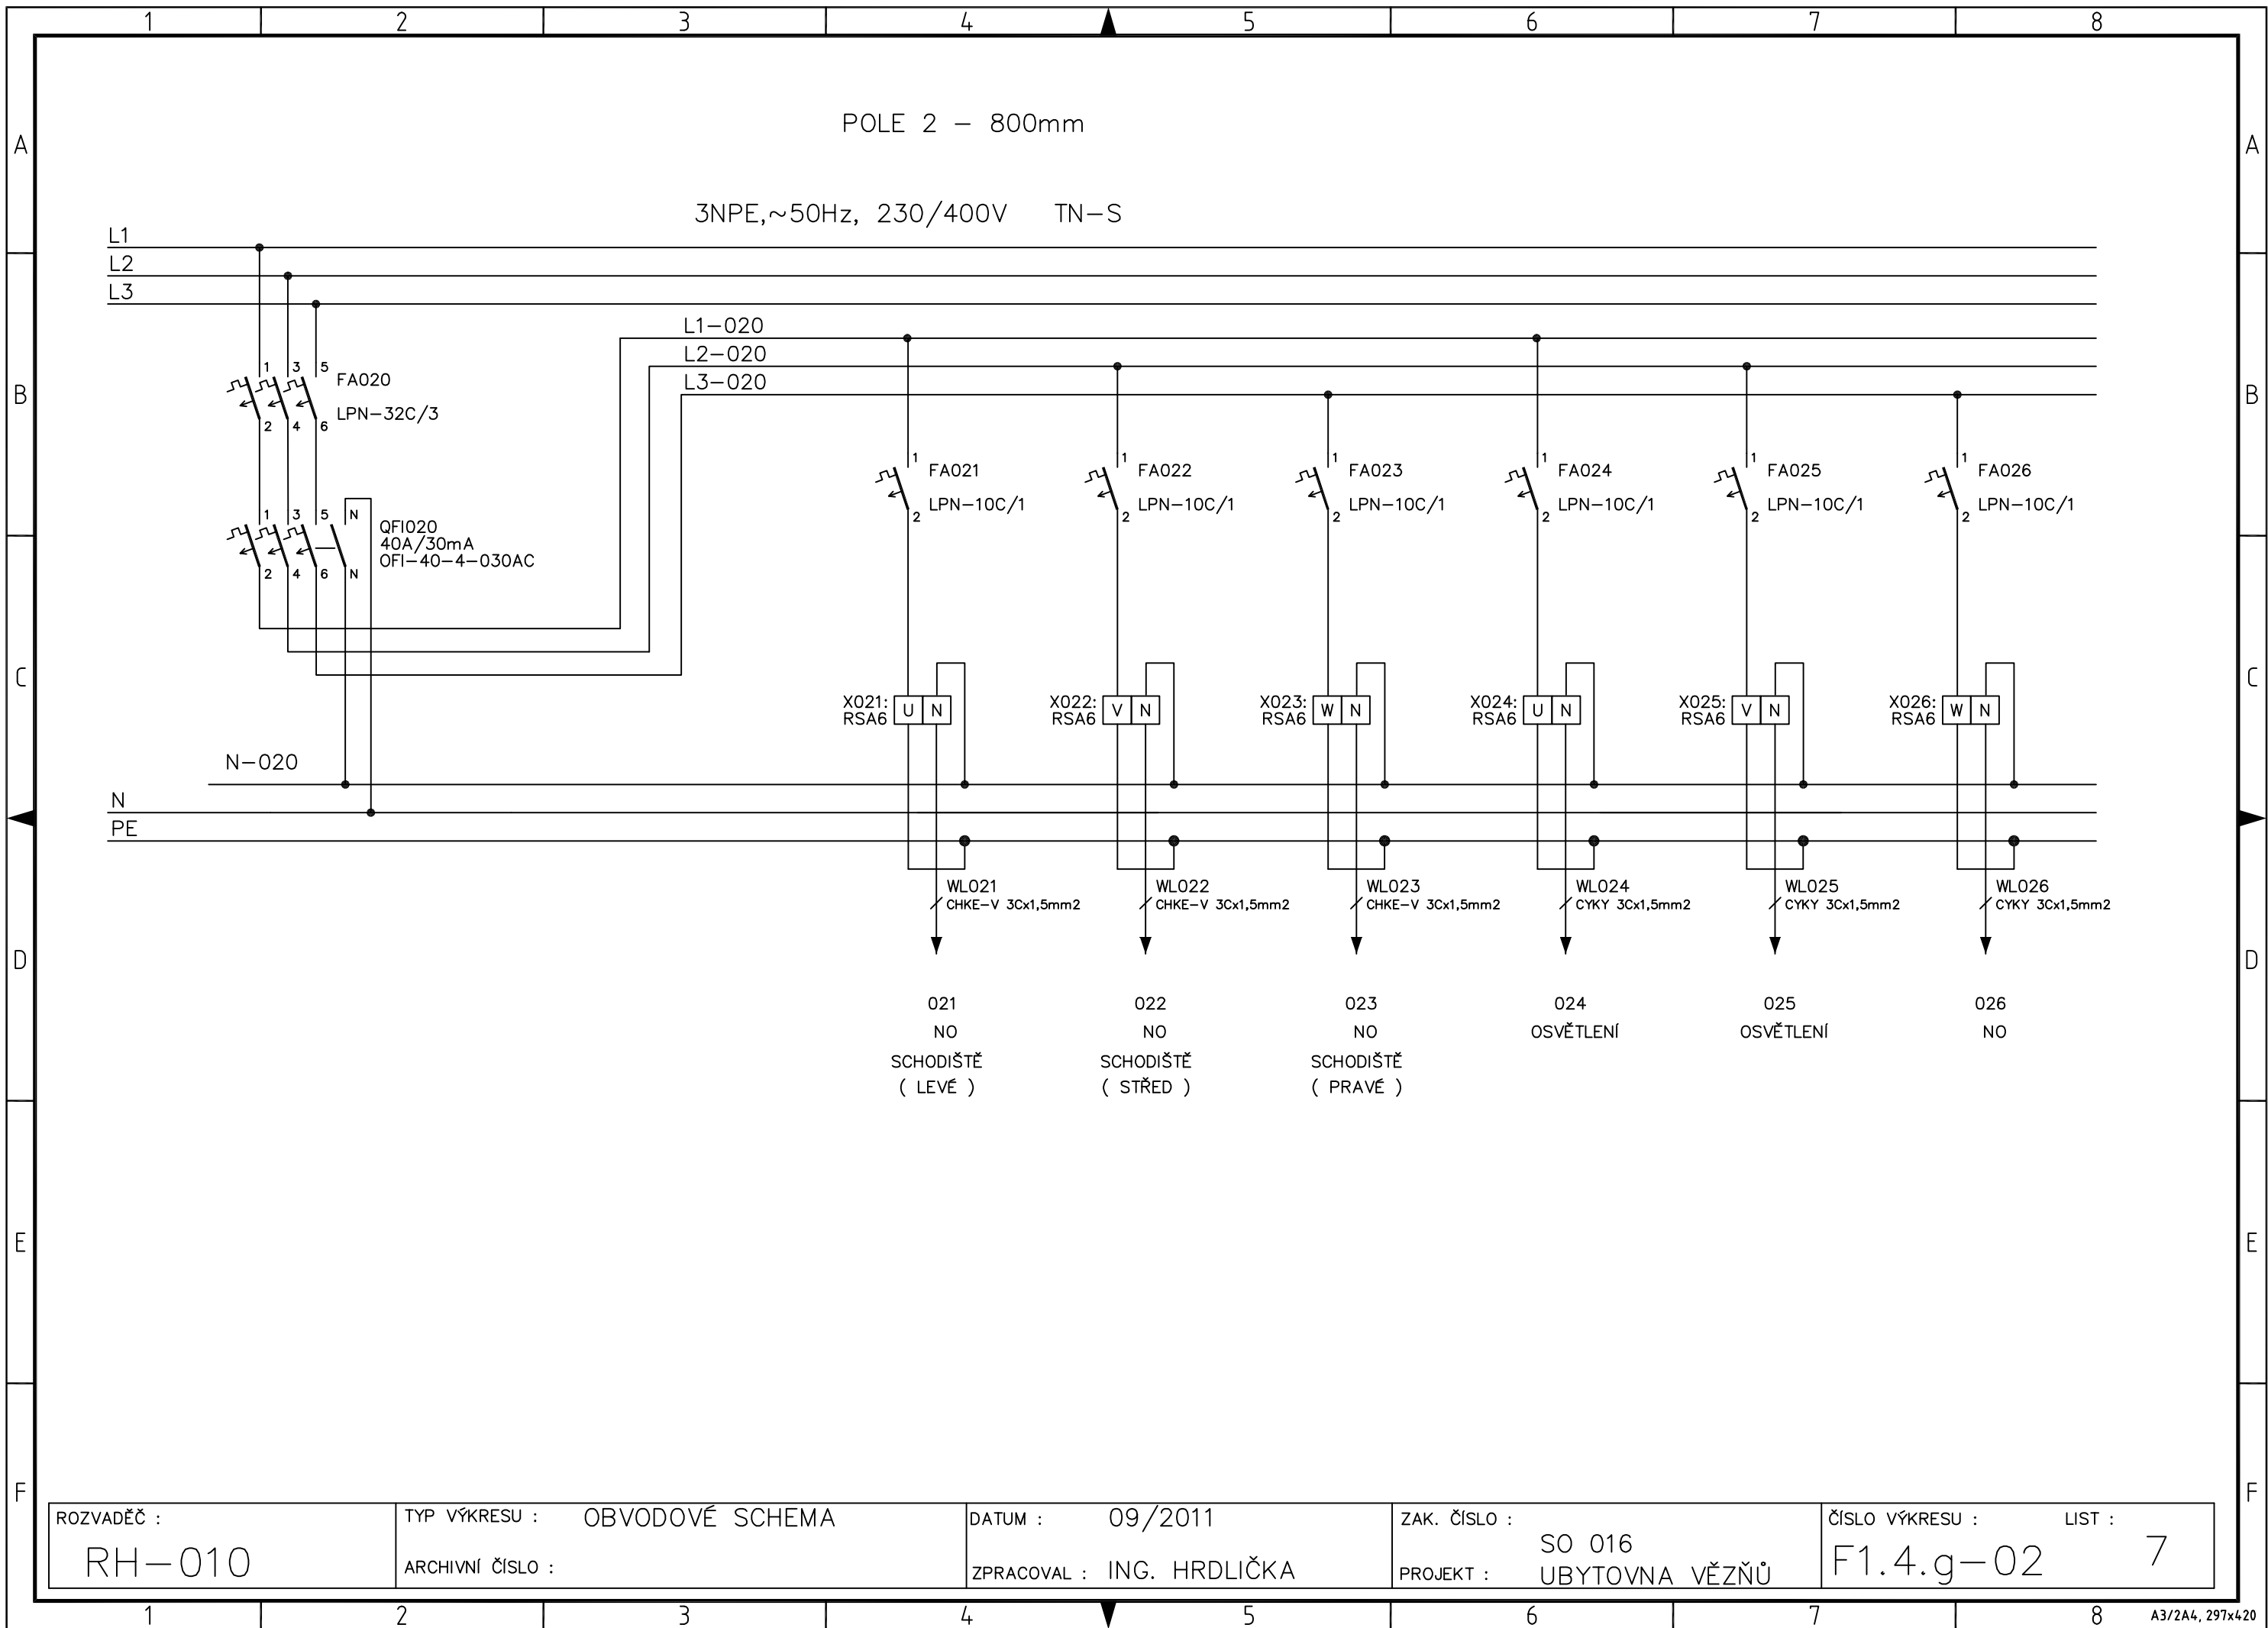 1 2 3 4 5 6 7 8
A A
POLE 2 – 800mm
3NPE,~50Hz, 230/400V TN–S
L1
L2
L3
L1–020
L2–020
L3–020
B B
1 3 5
FA020
LPN–32C/3
2 4 6
1 3 5 N
QFI020
40A/30mA
OFI–40–4–030AC
2 4 6 N
1 FA021
LPN–10C/1
2
1 FA022
LPN–10C/1
2
1 FA023
LPN–10C/1
2
1 FA024
LPN–10C/1
2
1 FA025
LPN–10C/1
2
1 FA026
LPN–10C/1
2
C C
X021: U N
RSA6
X022: V N
RSA6
X023: W N
RSA6
X024: U N
RSA6
X025: V N
RSA6
X026: W N
RSA6
N–020
N
PE
WL021
CHKE–V 3Cx1,5mm2
WL022
CHKE–V 3Cx1,5mm2
WL023
CHKE–V 3Cx1,5mm2
WL024
CYKY 3Cx1,5mm2
WL025
CYKY 3Cx1,5mm2
WL026
CYKY 3Cx1,5mm2
D D
021
NO
SCHODIŠTĚ
( LEVÉ )
022
NO
SCHODIŠTĚ
( STŘED )
023
NO
SCHODIŠTĚ
( PRAVÉ )
024
OSVĚTLENÍ
025
OSVĚTLENÍ
026
NO
E E
F F
ROZVADĚČ :
RH–010
TYP VÝKRESU : OBVODOVÉ SCHEMA
ARCHIVNÍ ČÍSLO :
DATUM : 09/2011
ZPRACOVAL : ING. HRDLIČKA
ZAK. ČÍSLO :
SO 016
PROJEKT : UBYTOVNA VĚZŇŮ
ČÍSLO VÝKRESU :
F1.4.g–02
LIST :
7
1 2 3 4 5 6 7 8
A3/2A4, 297x420